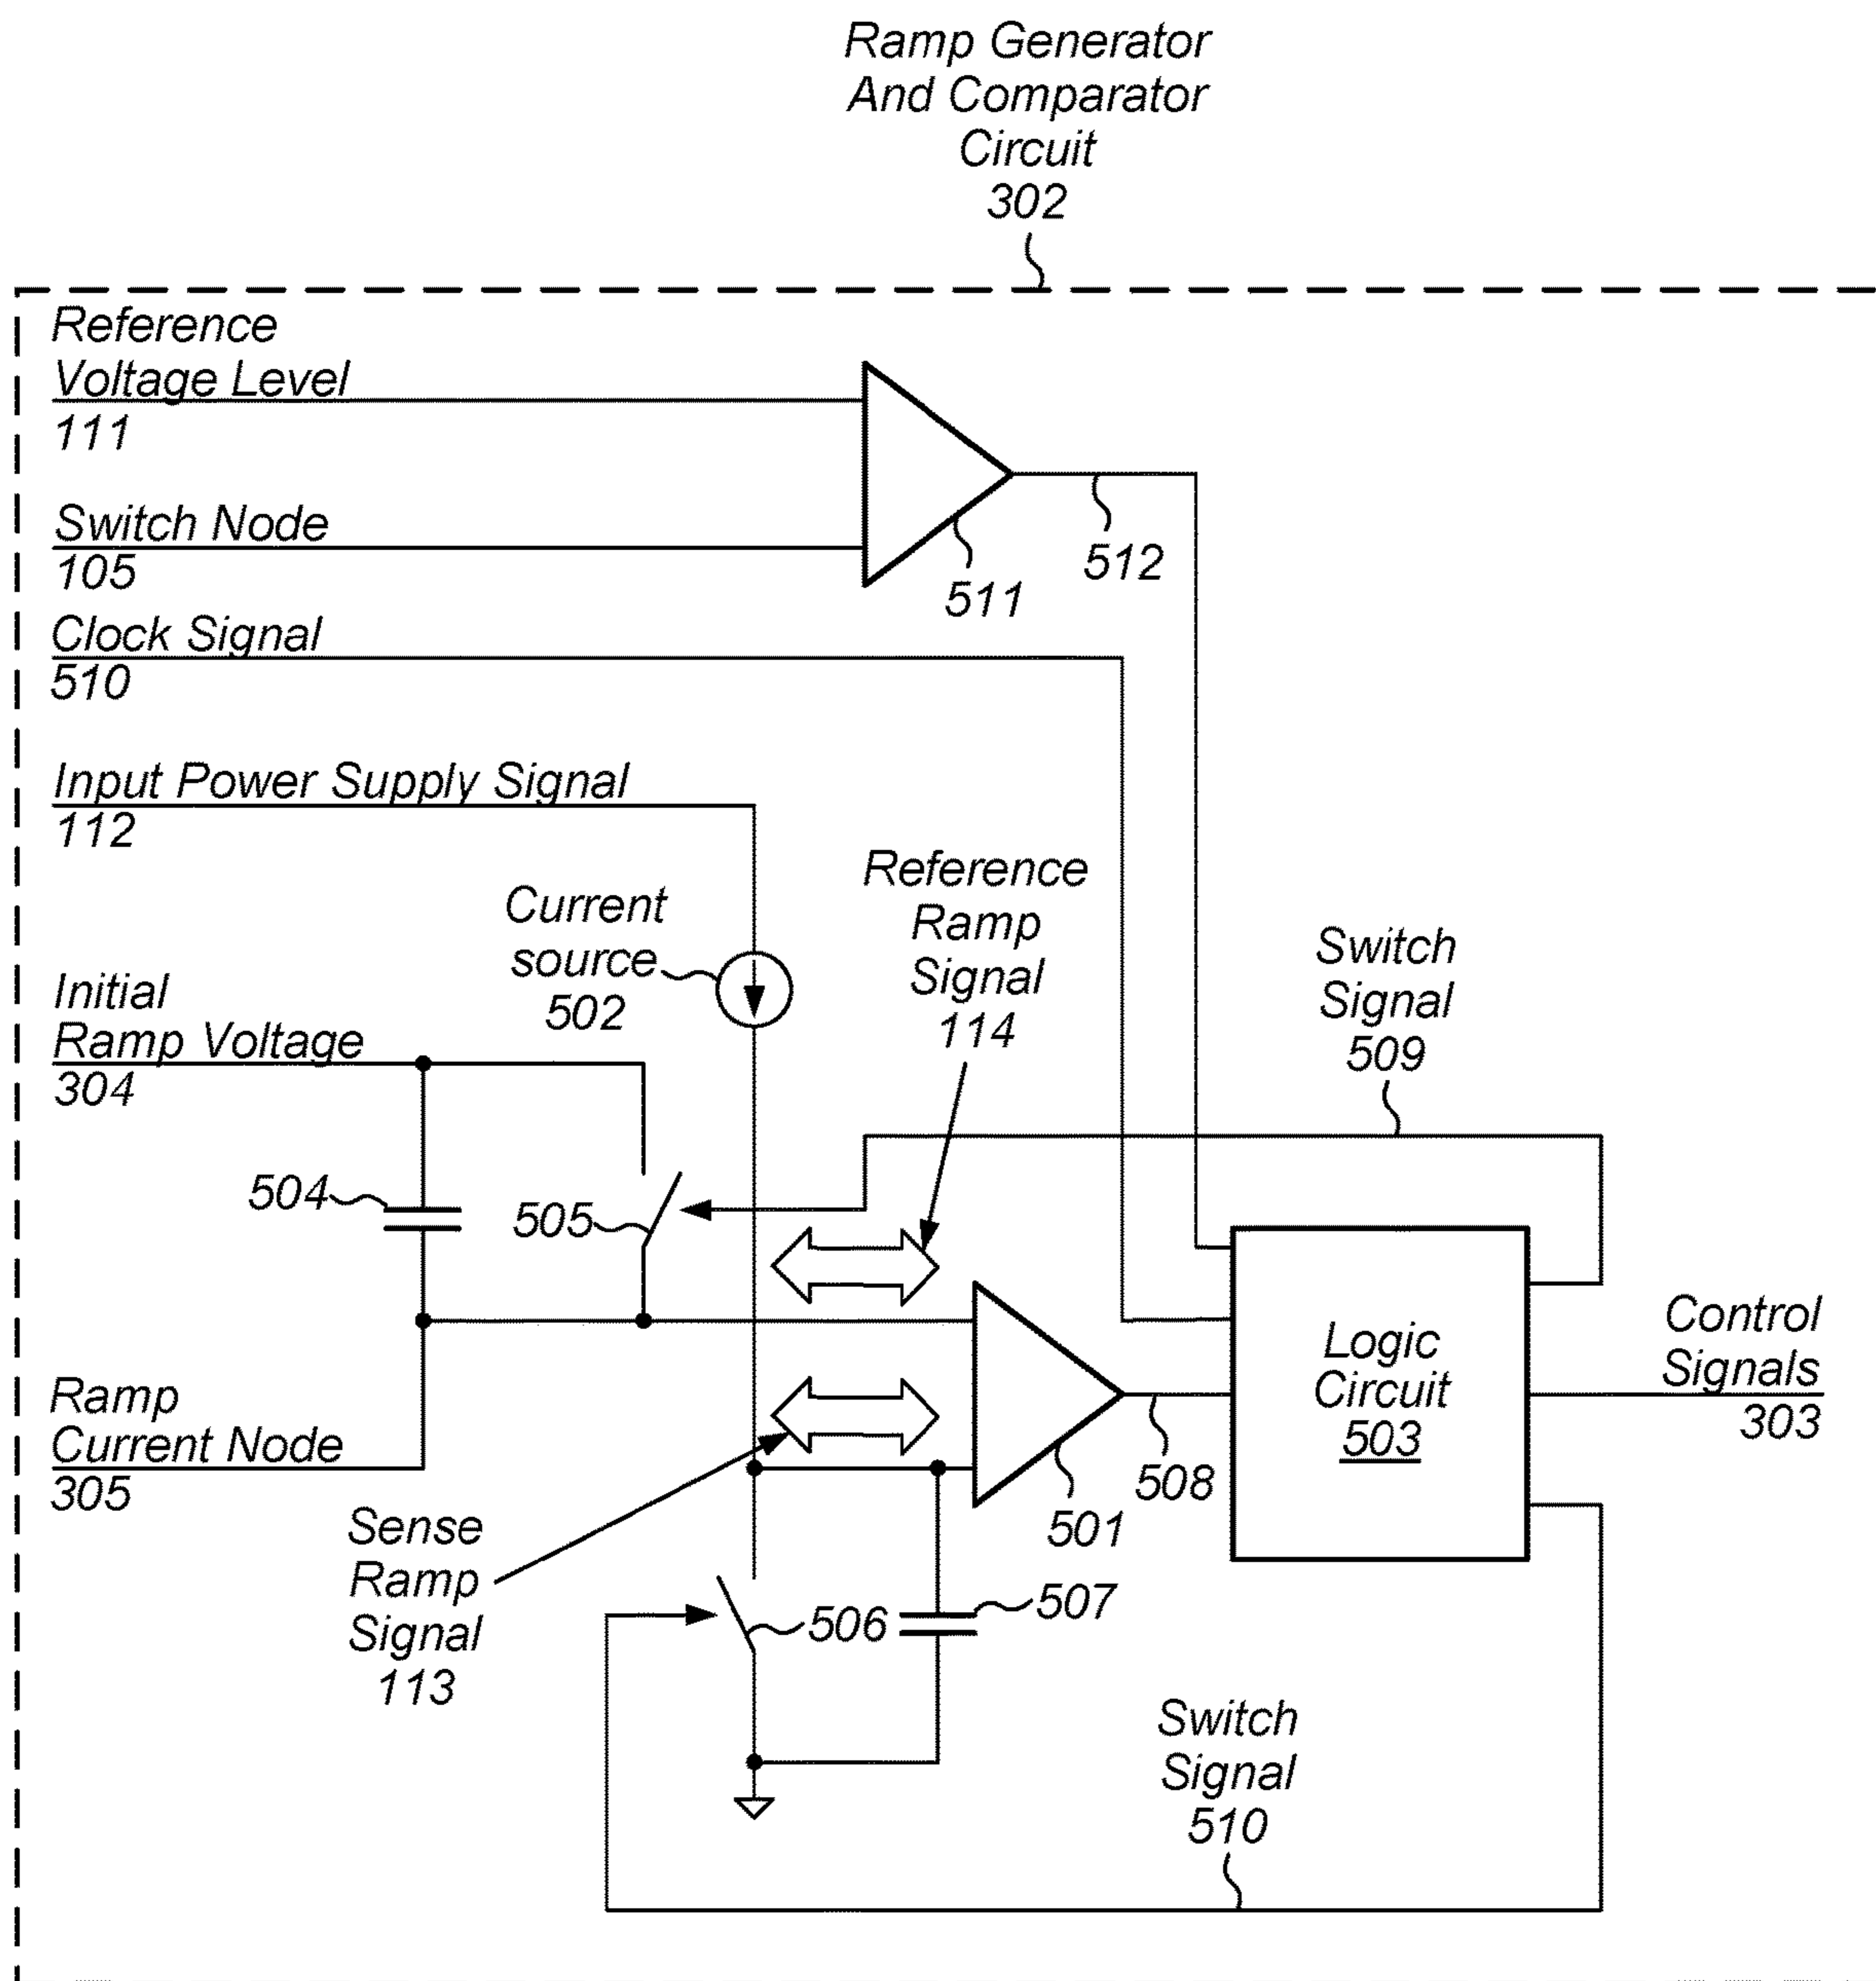 Ramp Generator
And Comparator
Circuit
302
Reference
Voltage Level
111
Switch Node
105
511
512
Clock Signal
510
Input Power Supply Signal
112
Current
source
502
Reference
Ramp
Signal
114
Switch
Signal
509
Initial
Ramp Voltage
304
504
505
Logic
Circuit
503
Control
Signals
303
Ramp
Current Node
305
508
501
Sense
Ramp
Signal
113
506
507
Switch
Signal
510